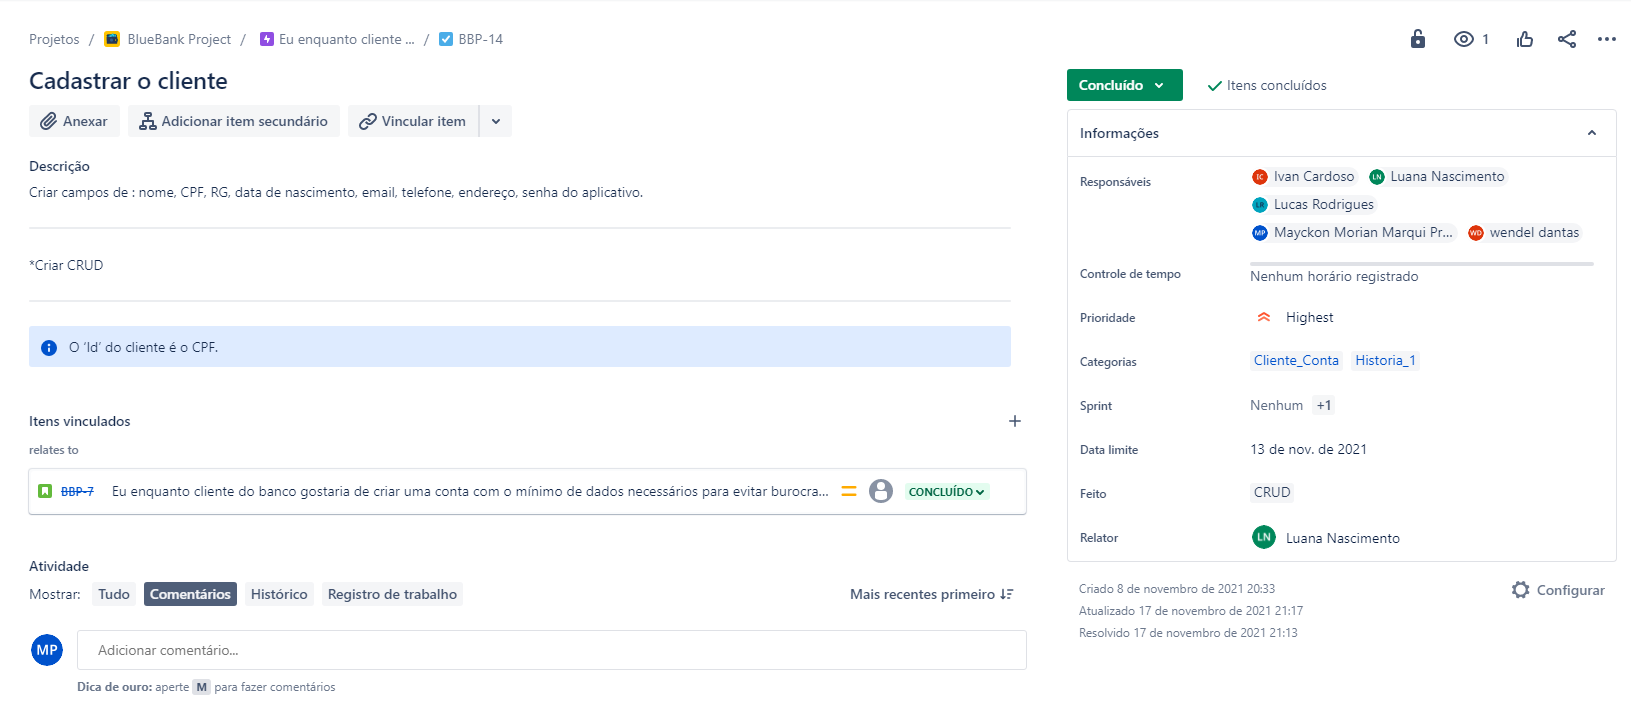 Projetos / BlueBank Project / Eu enquanto cliente ... / BBP-14
1
Cadastrar o cliente
Anexar Adicionar item secundário Vincular item
Descrição
Criar campos de : nome, CPF, RG, data de nascimento, email, telefone, endereço, senha do aplicativo.
*Criar CRUD
O 'Id' do cliente é o CPF.
Itens vinculados
relates to
BBP-7 Eu enquanto cliente do banco gostaria de criar uma conta com o mínimo de dados necessários para evitar burocra... CONCLUÍDO
Atividade
Mostrar: Tudo Comentários Histórico Registro de trabalho Mais recentes primeiro
MP Adicionar comentário...
Dica de ouro: aperte M para fazer comentários
Concluído Itens concluídos
Informações
Responsáveis
IC Ivan Cardoso LN Luana Nascimento
LR Lucas Rodrigues
MP Mayckon Morian Marqui Pr... WD wendel dantas
Controle de tempo Nenhum horário registrado
Prioridade Highest
Categorias Cliente_Conta Historia_1
Sprint Nenhum +1
Data limite 13 de nov. de 2021
Feito CRUD
Relator LN Luana Nascimento
Criado 8 de novembro de 2021 20:33
Atualizado 17 de novembro de 2021 21:17
Resolvido 17 de novembro de 2021 21:13
Configurar